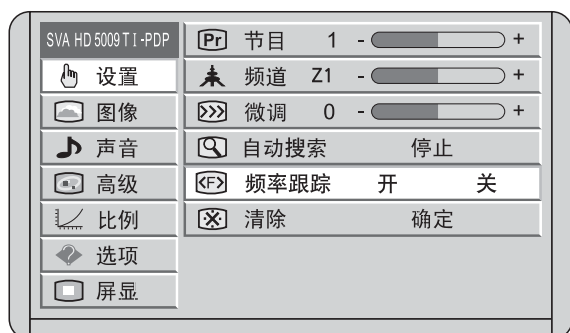 SVA HD 5009 T I -PDP
设置
图像
声音
高级
比例
选项
屏显
Pr 节目 1 - +
频道 Z1 - +
>>> 微调 0 - +
自动搜索 停止
<F> 频率跟踪 开 关
清除 确定